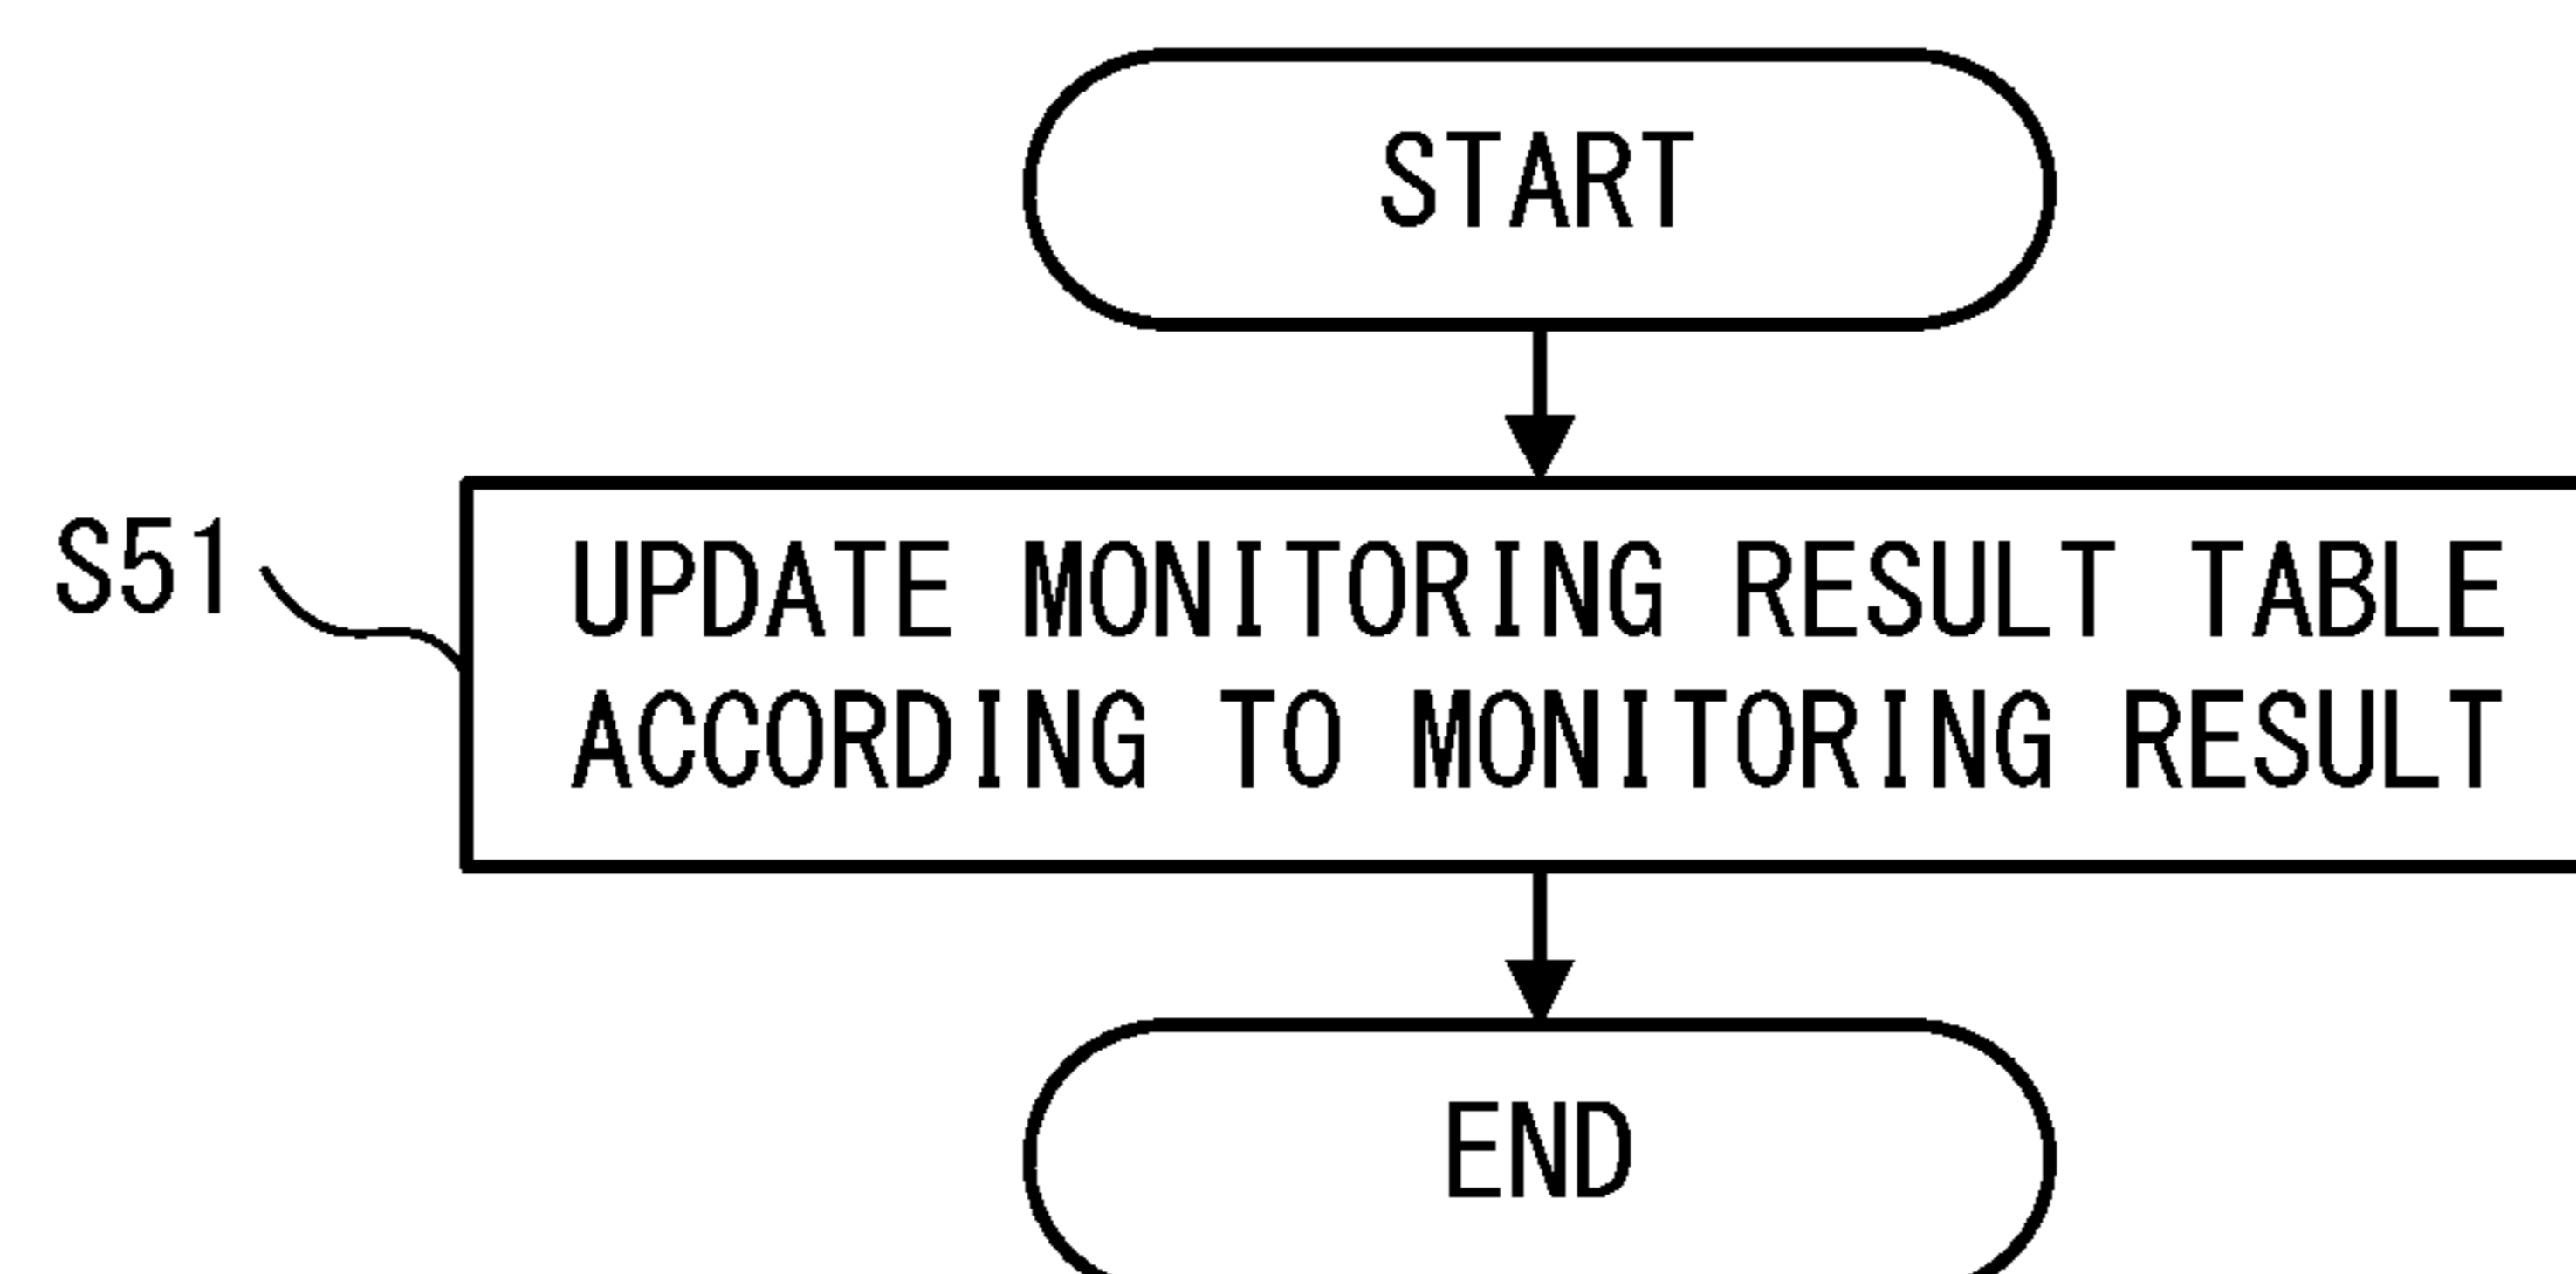 START
S51
UPDATE MONITORING RESULT TABLE
ACCORDING TO MONITORING RESULT
END